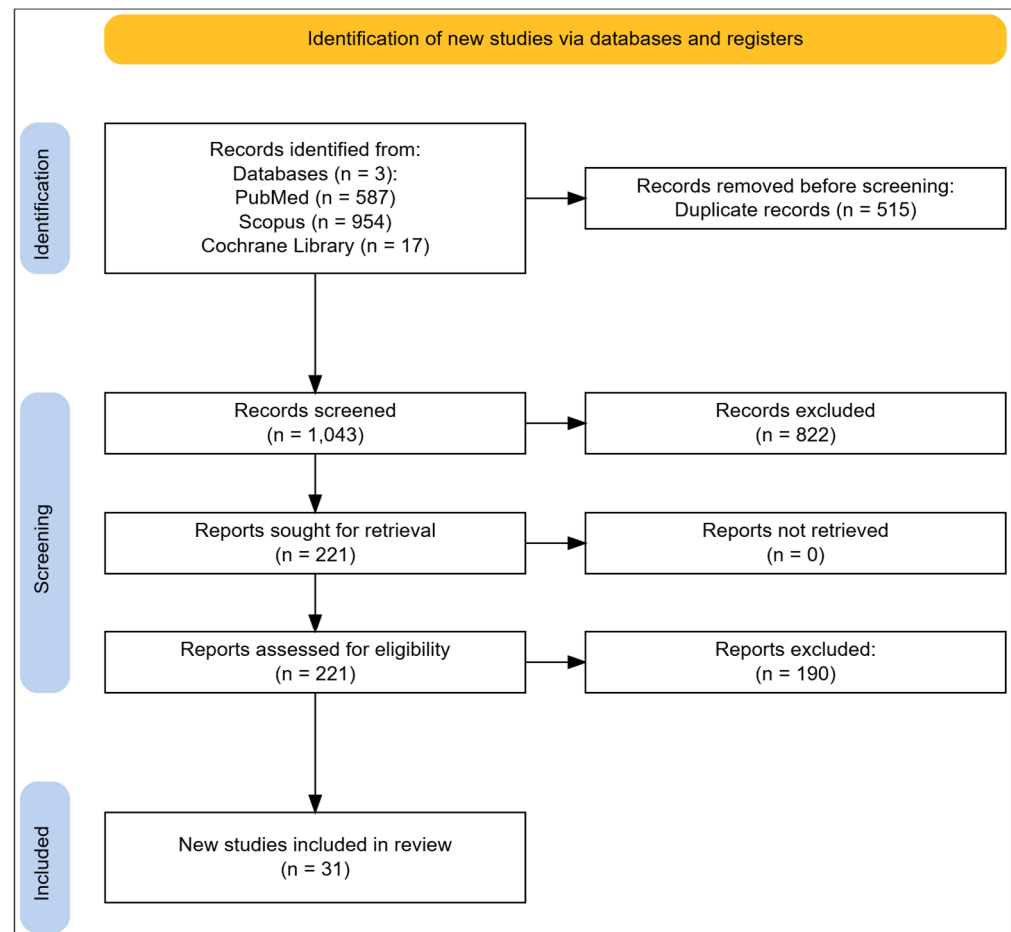 Identification of new studies via databases and registers
Identification
Records identified from:
Databases (n = 3):
PubMed (n = 587)
Scopus (n = 954)
Cochrane Library (n = 17)
Records removed before screening:
Duplicate records (n = 515)
Screening
Records screened
(n = 1,043)
Records excluded
(n = 822)
Reports sought for retrieval
(n = 221)
Reports not retrieved
(n = 0)
Reports assessed for eligibility
(n = 221)
Reports excluded:
(n = 190)
Included
New studies included in review
(n = 31)